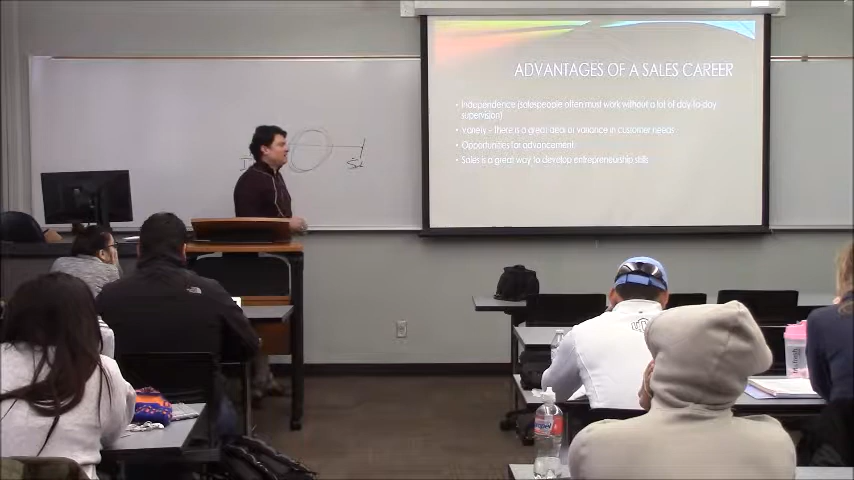 ADVANTAGES OF A SALES CAREER
• Independence (salespeople often must work without a lot of day-to-day
supervision)
• Variety – There is a great deal of variance in customer needs
• Opportunities for advancement
• Sales is a great way to develop entrepreneurship skills